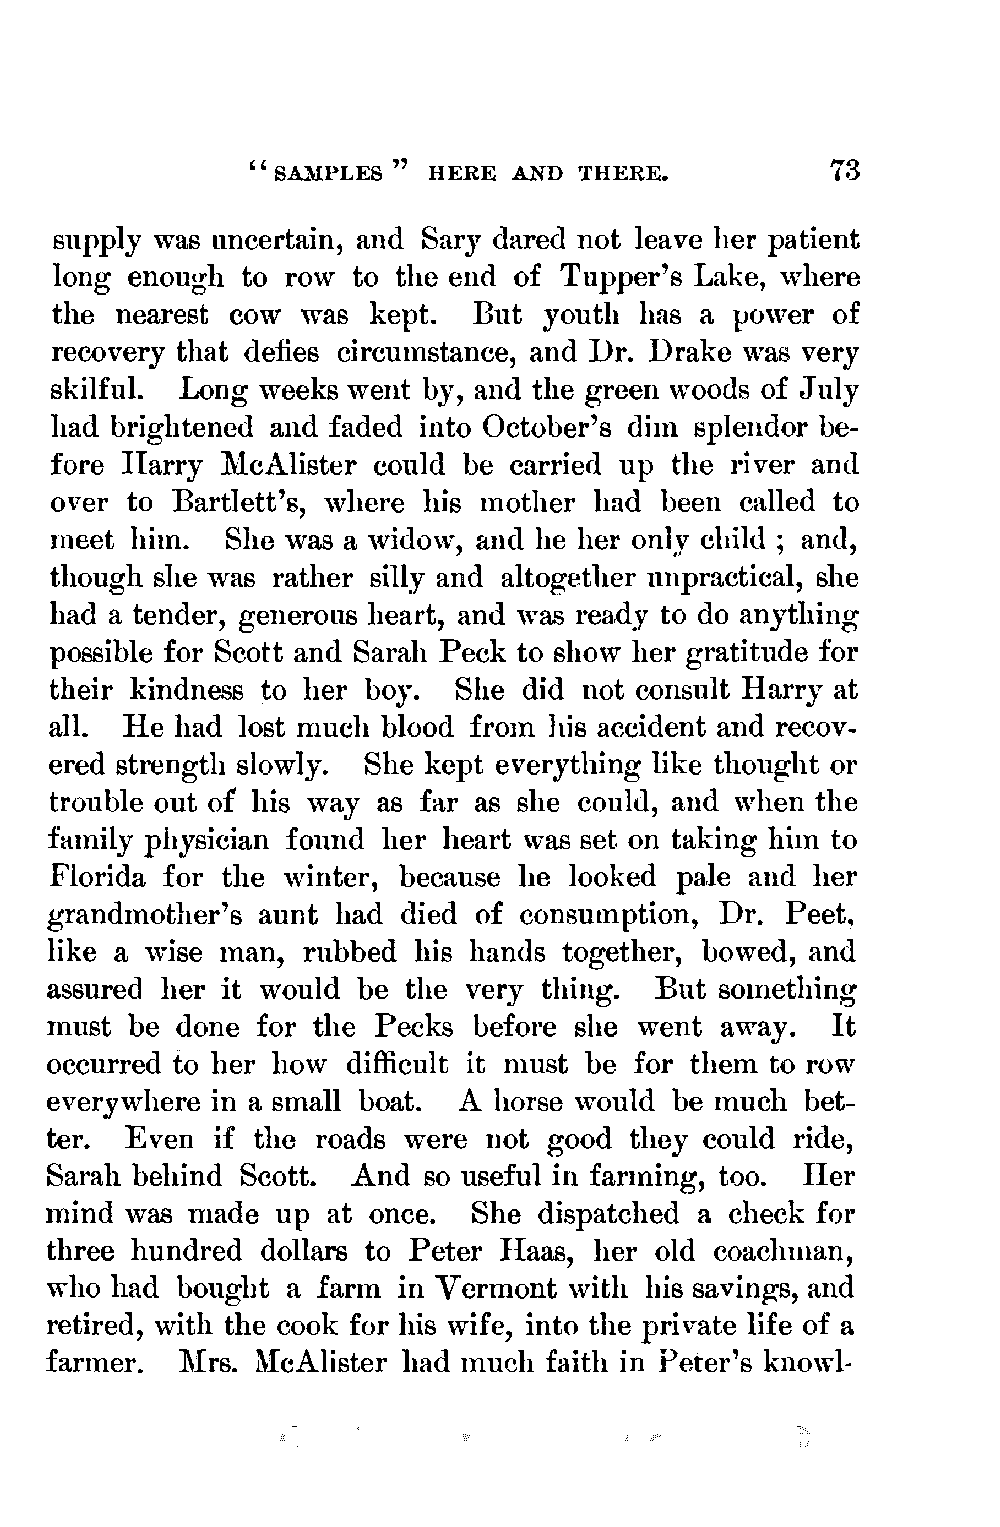 “SAMPLES” HERE AND THERE. 73
supply was uncertain, and Sary dared not leave her patient
long enough to row to the end of Tupper’s Lake, where
the nearest cow was kept. But youth has a power of
recovery that defies circumstance, and Dr. Drake was very
skilful. Long weeks went by, and the green woods of July
had brightened and faded into October’s dim splendor be-
fore Harry McAlister could be carried up the river and
over to Bartlett’s, where his mother had been called to
meet him. She was a widow, and he her only child ; and,
though she was rather silly and altogether unpractical, she
had a tender, generous heart, and was ready to do anything
possible for Scott and Sarah Peck to show her gratitude for
their kindness to her boy. She did not consult Harry at
all. He had lost much blood from his accident and recov-
ered strength slowly. She kept everything like thought or
trouble out of his way as far as she could, and when the
family physician found her heart was set on taking him to
Florida for the winter, because he looked pale and her
grandmother’s aunt had died of consumption, Dr. Peet,
like a wise man, rubbed his hands together, bowed, and
assured her it would be the very thing. But something
must be done for the Pecks before she went away. It
occurred to her how difficult it must be for them to row
everywhere in a small boat. A horse would be much bet-
ter. Even if the roads were not good they could ride,
Sarah behind Scott. And so useful in farming, too. Her
mind was made up at once. She dispatched a check for
three hundred dollars to Peter Haas, her old coachman,
who had bought a farm in Vermont with his savings, and
retired, with the cook for his wife, into the private life of a
farmer. Mrs. McAlister had much faith in Peter’s knowl-